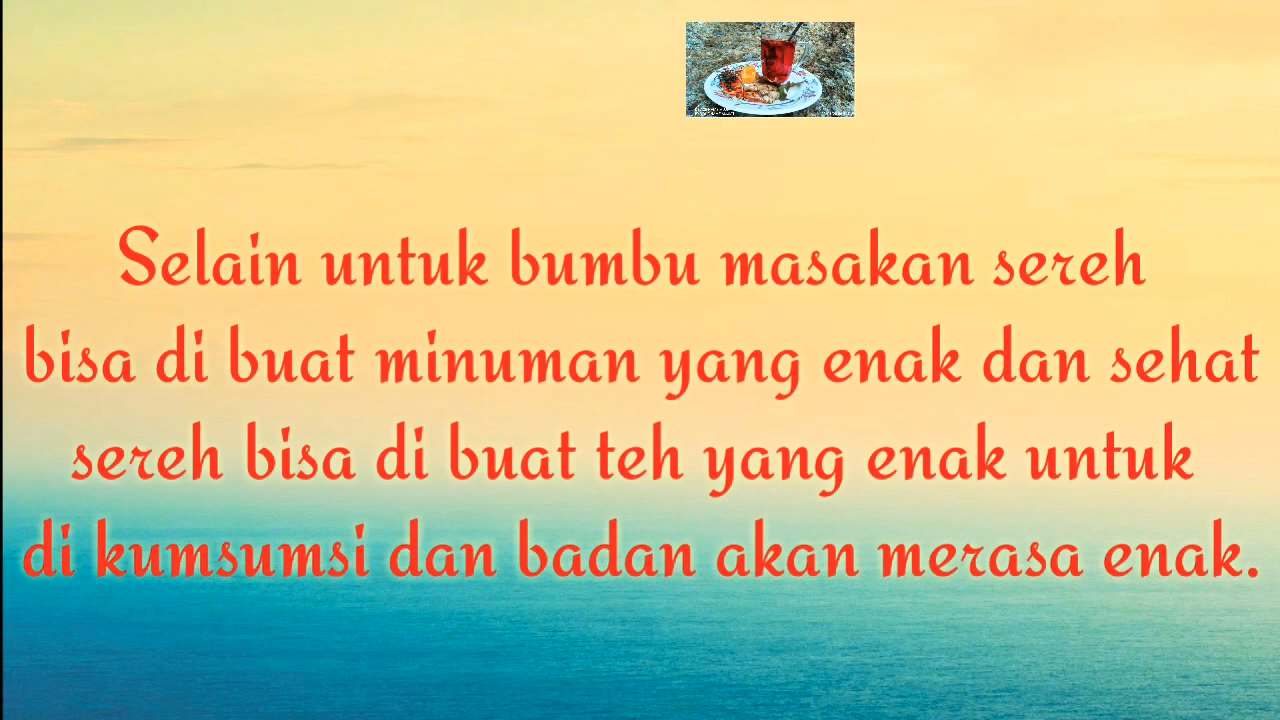 Selain untuk bumbu masakan sereh
bisa di buat minuman yang enak dan sehat
sereh bisa di buat teh yang enak untuk
di kumsumsi dan badan akan merasa enak.